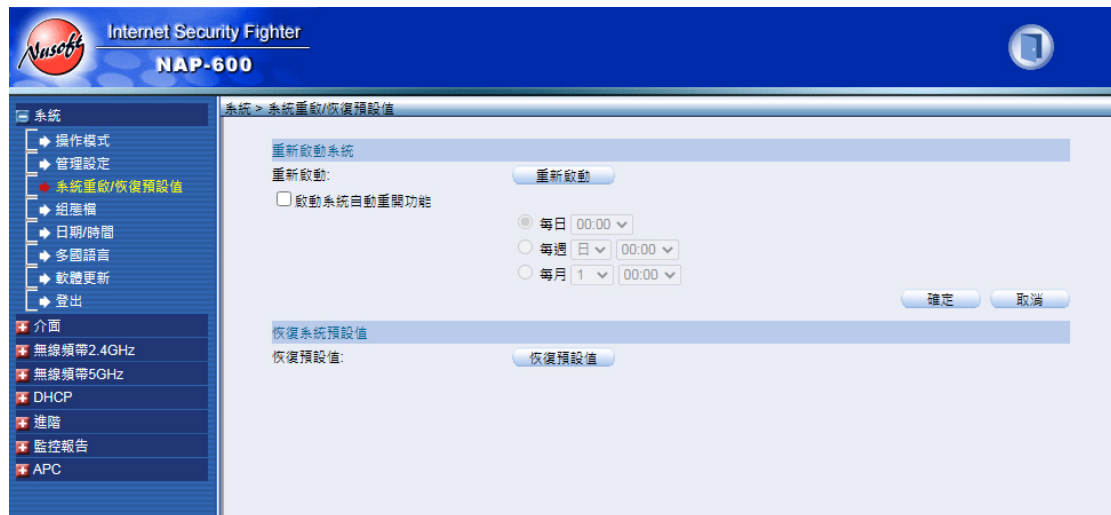 Nusoft
Internet Security Fighter
NAP-600
系統
操作模式
管理設定
系統重啟/恢復預設值
組態檔
日期/時間
多國語言
軟體更新
登出
介面
無線頻帶2.4GHz
無線頻帶5GHz
DHCP
進階
監控報告
APC
系統 > 系統重啟/恢復預設值
重新啟動系統
重新啟動: 重新啟動
啟動系統自動重開功能
每日 00:00
每週 日 00:00
每月 1 00:00
確定 取消
恢復系統預設值
恢復預設值: 恢復預設值